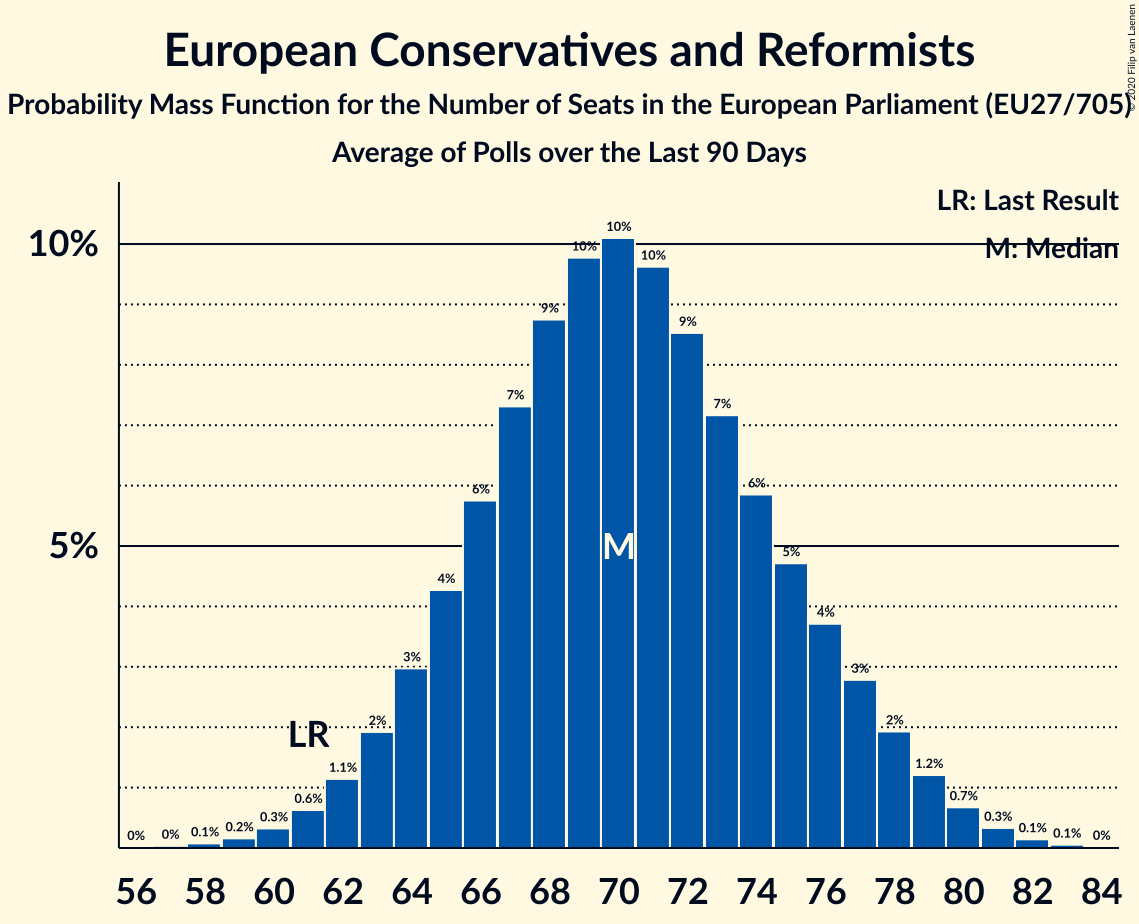 European Conservatives and Reformists
Probability Mass Function for the Number of Seats in the European Parliament (EU27/705)
Average of Polls over the Last 90 Days
© 2020 Filip van Laenen
LR: Last Result
M: Median
10%
5%
0% 0% 0.1% 0.2% 0.3% 0.6% 1.1% 2% 3% 4% 6% 7% 9% 10% 10% 10% 9% 7% 6% 5% 4% 3% 2% 1.2% 0.7% 0.3% 0.1% 0.1% 0%
M
LR
56 58 60 62 64 66 68 70 72 74 76 78 80 82 84